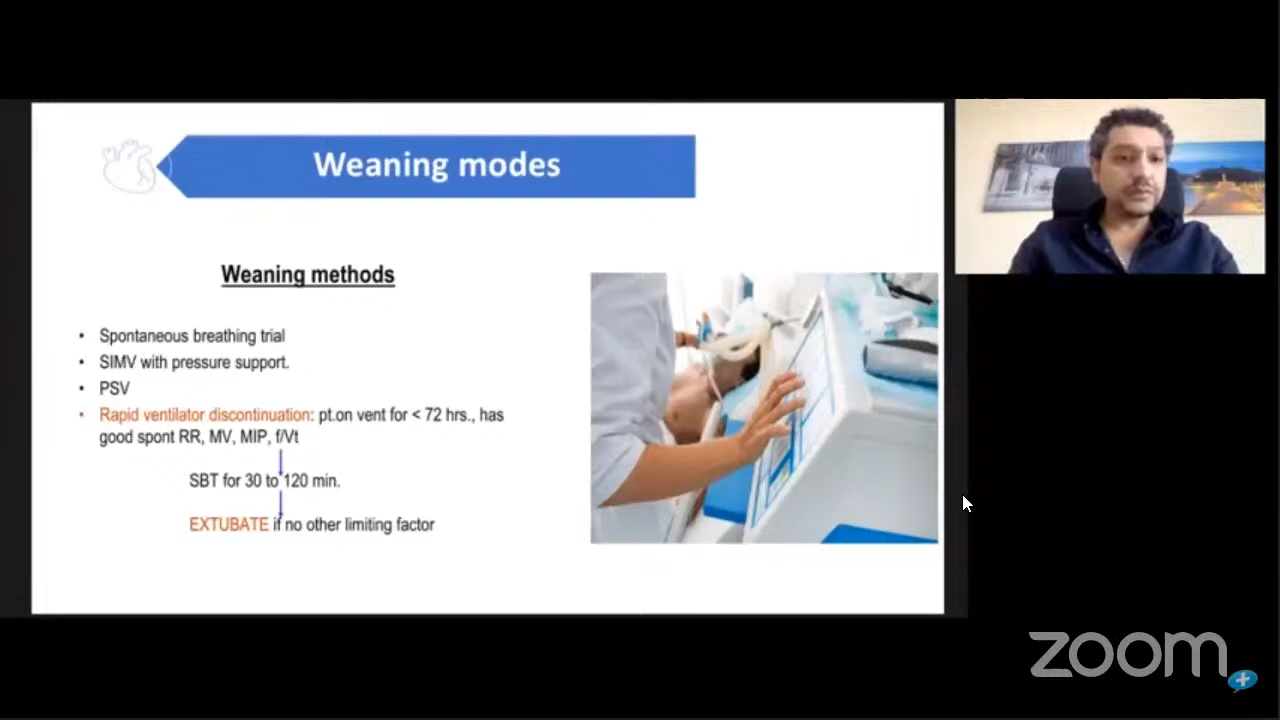 Weaning modes
Weaning methods
• Spontaneous breathing trial
• SIMV with pressure support.
• PSV
• Rapid ventilator discontinuation: pt.on vent for < 72 hrs., has
good spont RR, MV, MIP, f/Vt
SBT for 30 to 120 min.
EXTUBATE if no other limiting factor
zoom